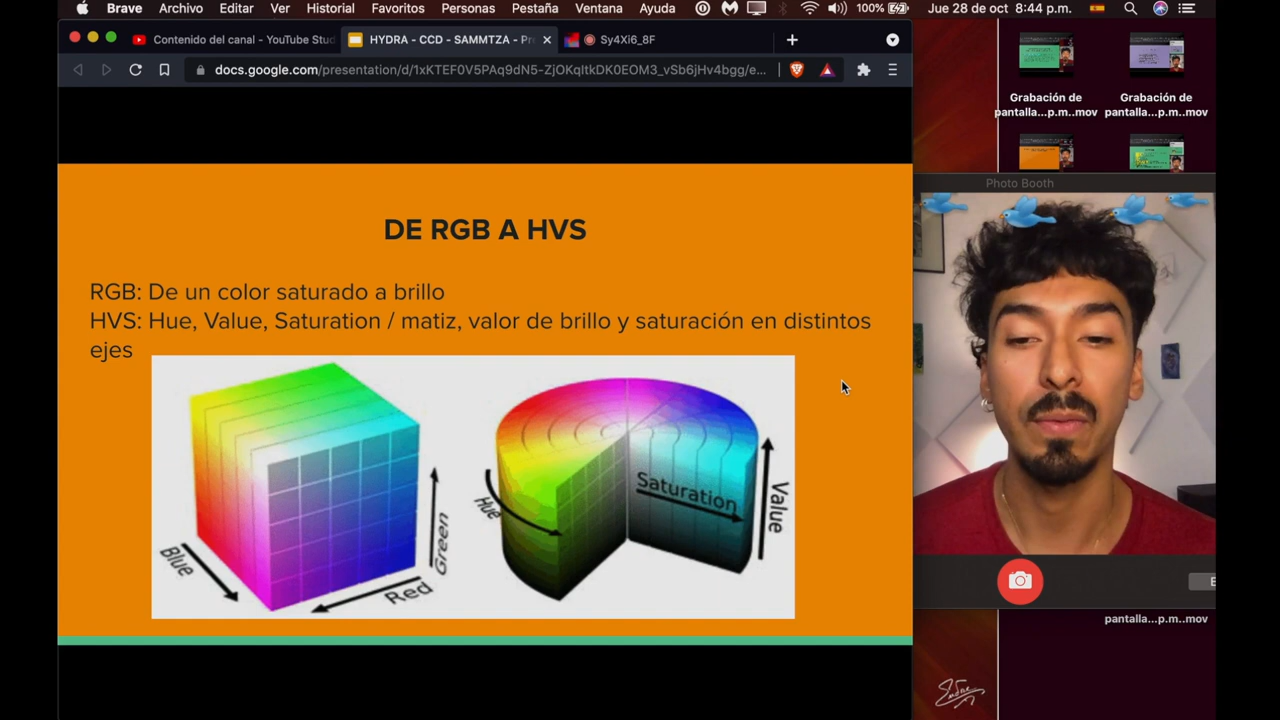 Brave Archivo Editar Ver Historial Favoritos Personas Pestaña Ventana Ayuda 100% Jue 28 de oct 8:44 p.m.
Contenido del canal - YouTube Stud
HYDRA - CCD - SAMMTZA - Pr
Sy4Xi6_8F
docs.google.com/presentation/d/1xKTEF0V5PAq9dN5-ZjOKqltkDK0EOM3_vSb6jHv4bgg/e...
Grabación de
pantalla...p.m..mov
Grabación de
pantalla...p.m..mov
Photo Booth
DE RGB A HVS
RGB: De un color saturado a brillo
HVS: Hue, Value, Saturation / matiz, valor de brillo y saturación en distintos
ejes
Blue
Red
Green
Hue
Saturation
Value
E
pantalla...p.m..mov